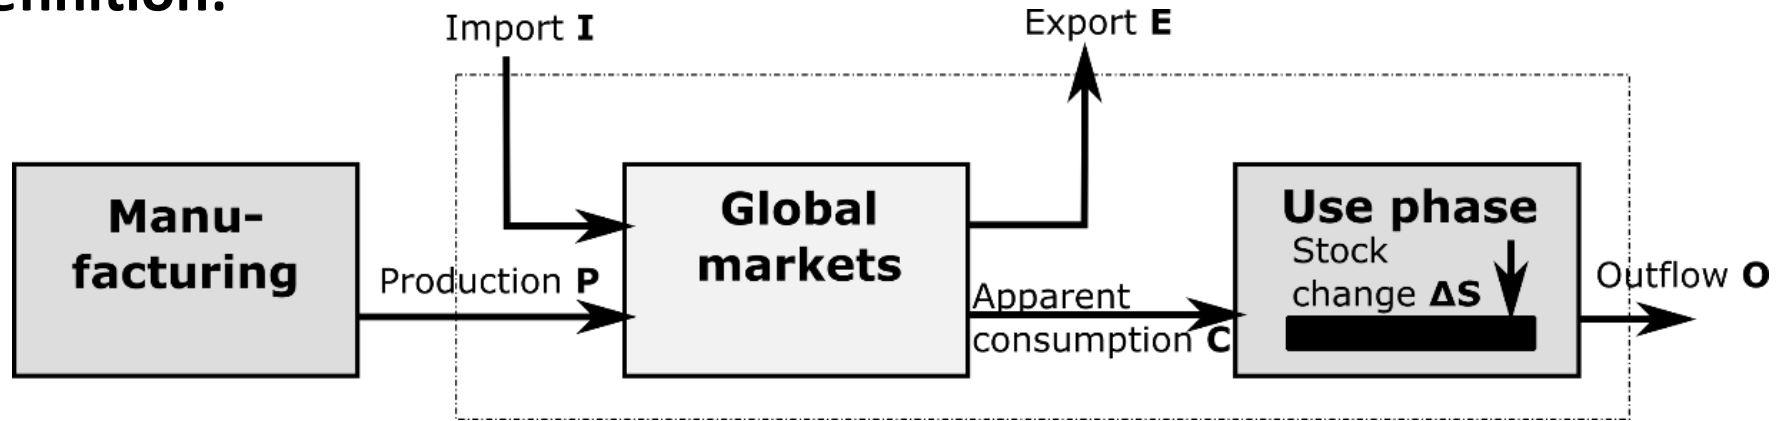 Import I
Export E
Manu-
facturing
Production P
Global
markets
Apparent
consumption C
Use phase
Stock
change ΔS
Outflow O